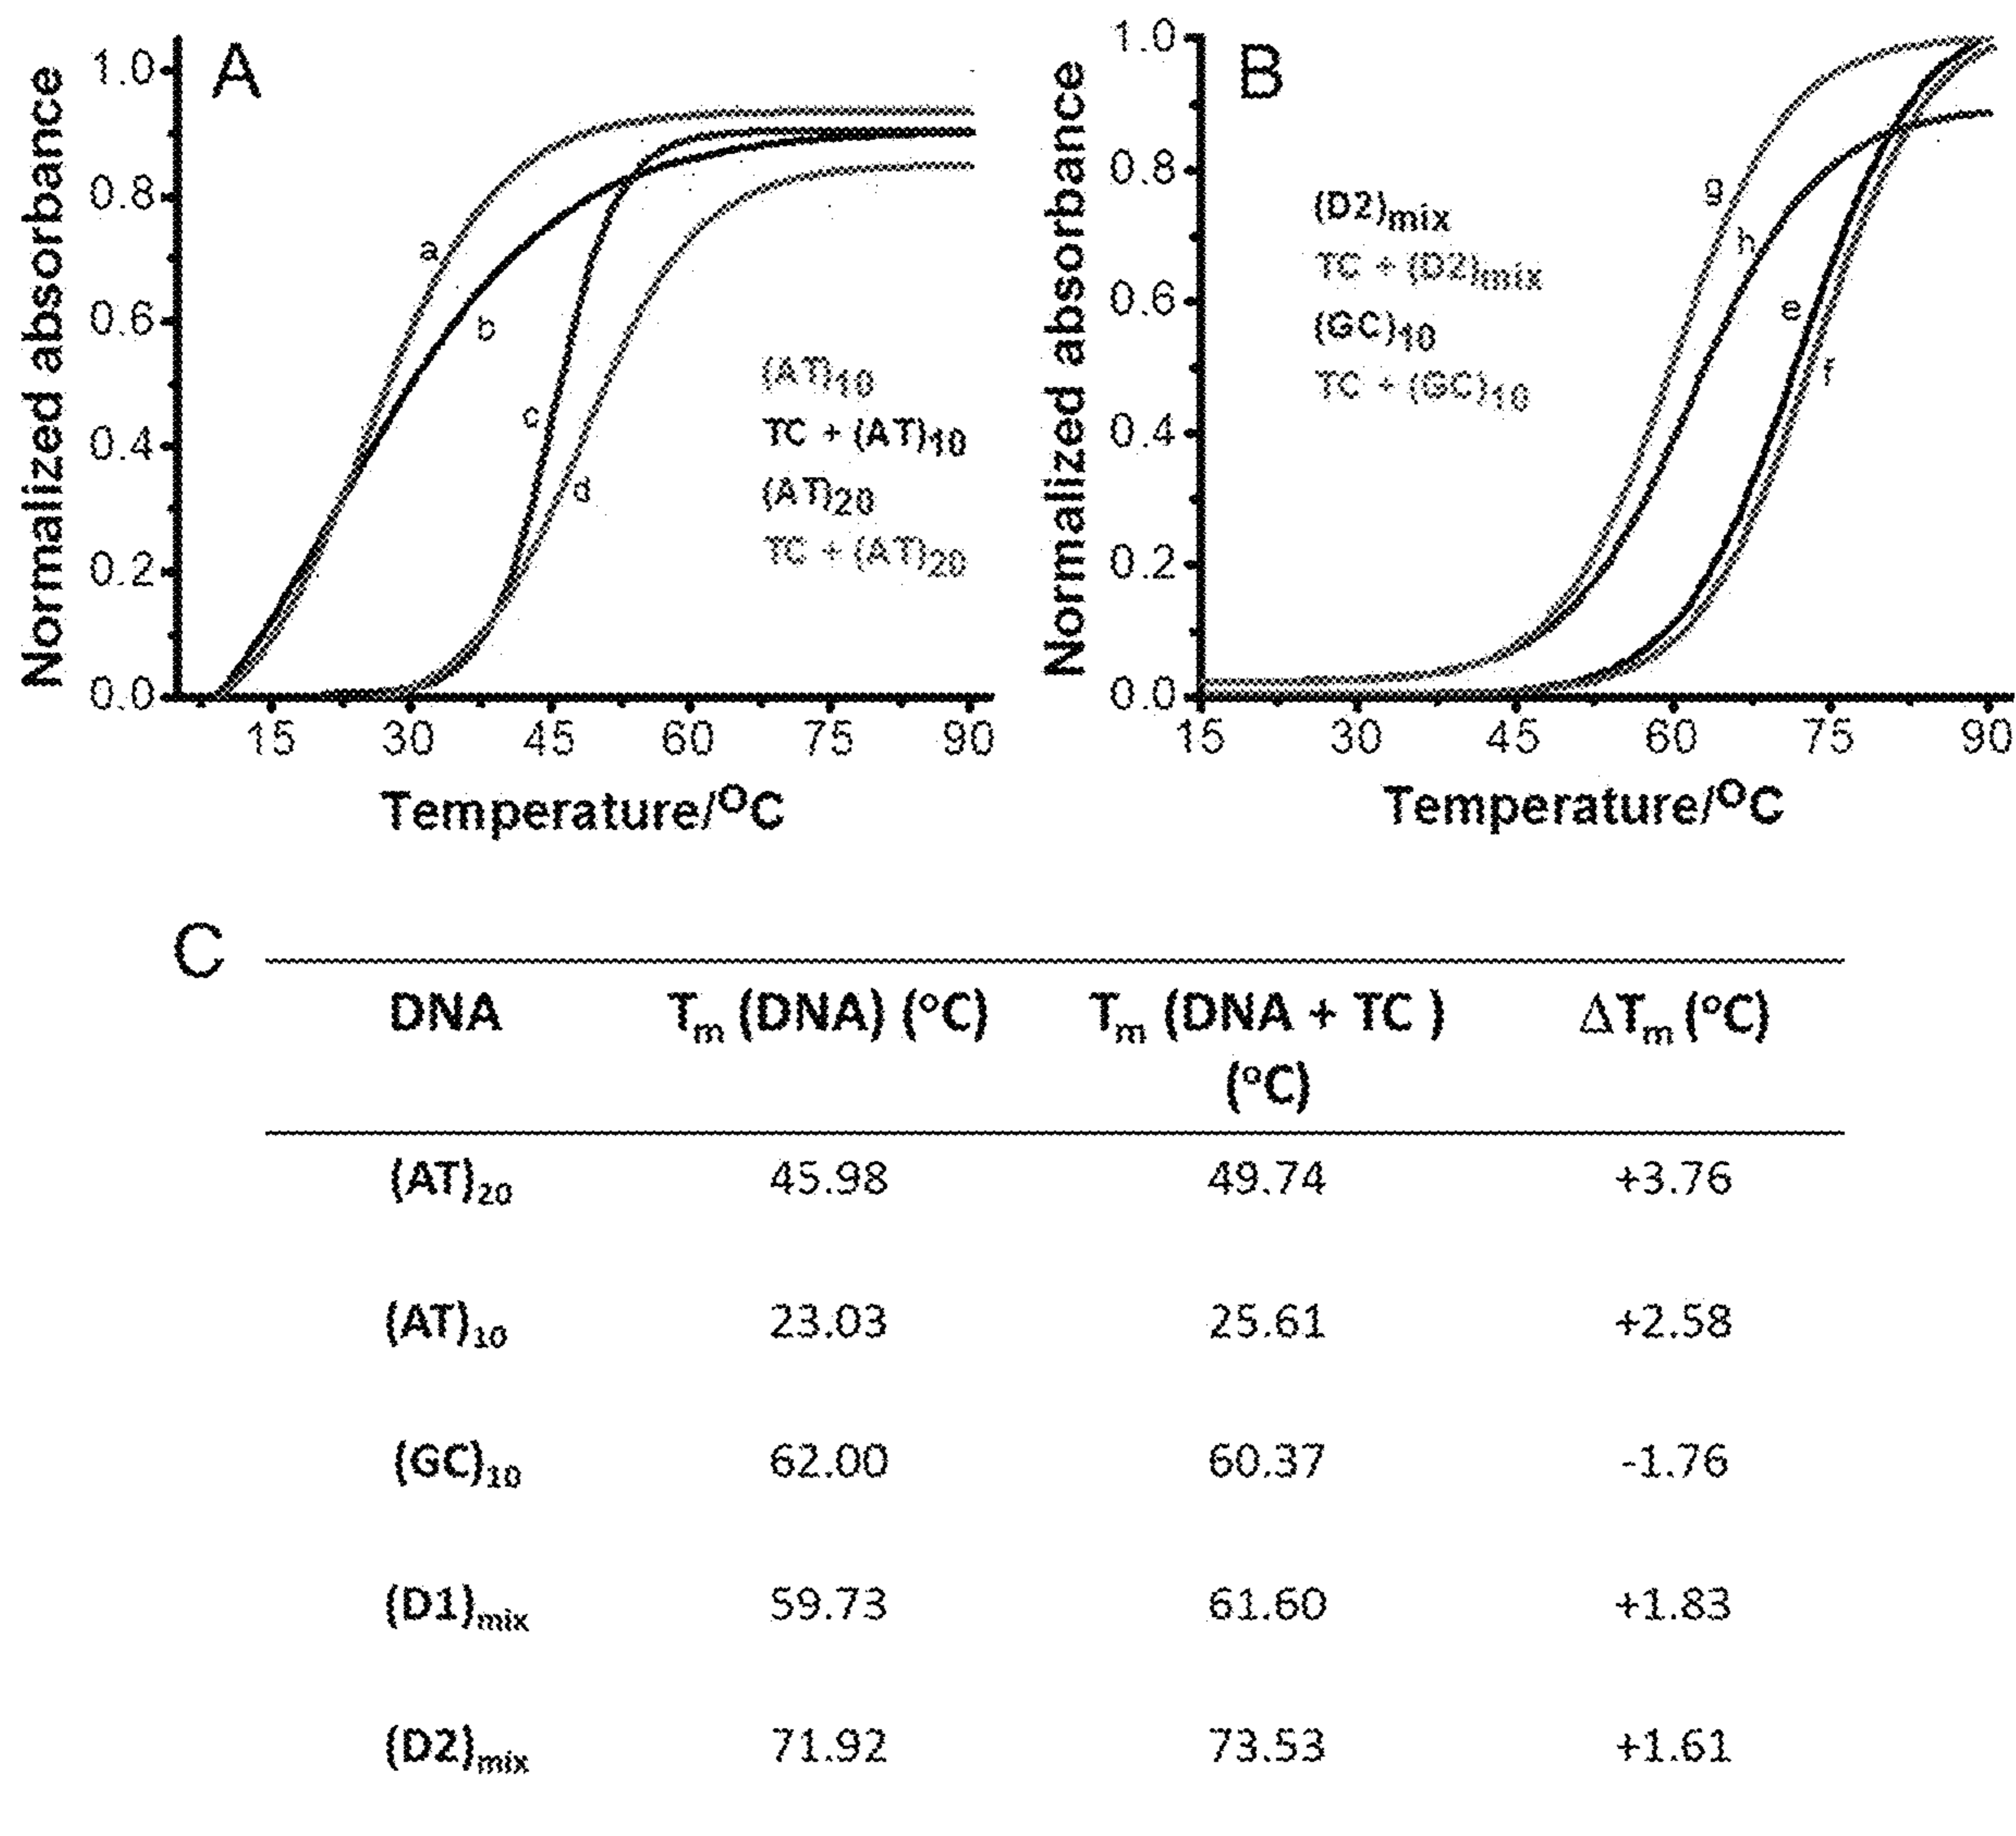 A
Normalized absorbance
1.0
0.8
0.6
0.4
0.2
0.0
a
b
c
d
(AT)10
TC + (AT)10
(AT)20
TC + (AT)20
15 30 45 60 75 90
Temperature/°C
B
Normalized absorbance
1.0
0.8
0.6
0.4
0.2
0.0
g
h
e
f
(D2)mix
TC + (D2)mix
(GC)10
TC + (GC)10
15 30 45 60 75 90
Temperature/°C
C
DNA Tm (DNA) (°C) Tm (DNA + TC ) ΔTm (°C)
(°C)
(AT)20 45.98 49.74 +3.76
(AT)10 23.03 25.61 +2.58
(GC)10 62.00 60.37 -1.76
(D1)mix 59.73 61.60 +1.83
(D2)mix 71.92 73.53 +1.61